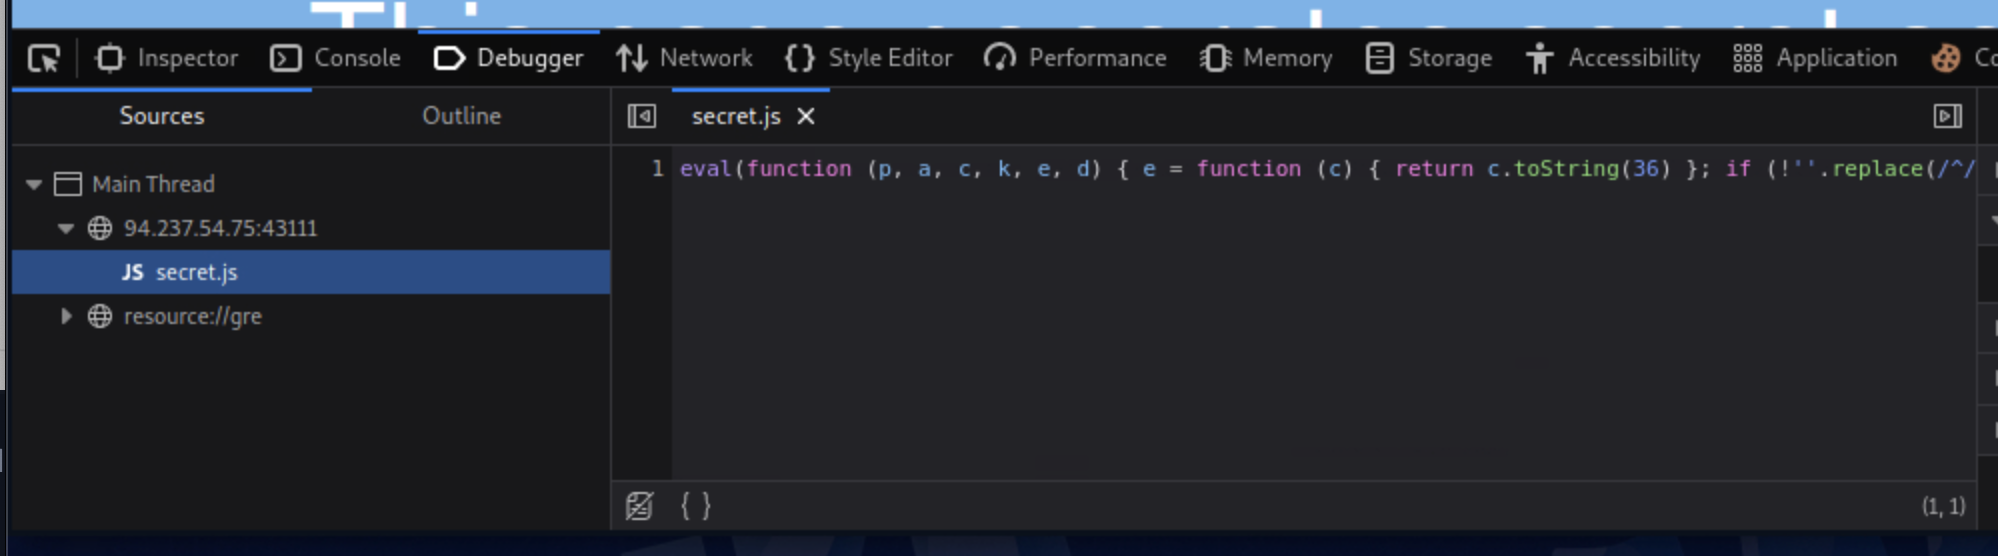 Inspector Console Debugger Network Style Editor Performance Memory Storage Accessibility Application
Sources Outline secret.js
Main Thread
94.237.54.75:43111
JS secret.js
resource://gre
1 eval(function (p, a, c, k, e, d) { e = function (c) { return c.toString(36) }; if (!''.replace(/^/
{ } (1, 1)